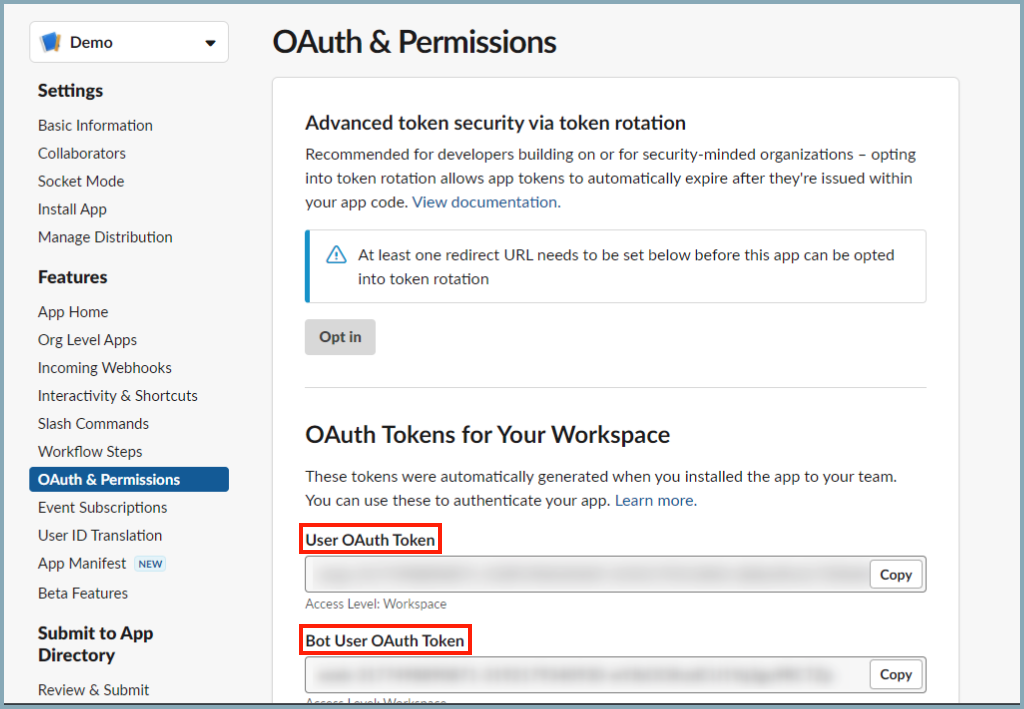 Demo
Settings
Basic Information
Collaborators
Socket Mode
Install App
Manage Distribution
Features
App Home
Org Level Apps
Incoming Webhooks
Interactivity & Shortcuts
Slash Commands
Workflow Steps
OAuth & Permissions
Event Subscriptions
User ID Translation
App Manifest NEW
Beta Features
Submit to App
Directory
Review & Submit
OAuth & Permissions
Advanced token security via token rotation
Recommended for developers building on or for security-minded organizations – opting
into token rotation allows app tokens to automatically expire after they're issued within
your app code. View documentation.
At least one redirect URL needs to be set below before this app can be opted
into token rotation
Opt in
OAuth Tokens for Your Workspace
These tokens were automatically generated when you installed the app to your team.
You can use these to authenticate your app. Learn more.
User OAuth Token
Copy
Access Level: Workspace
Bot User OAuth Token
Copy
Access Level: Workspace